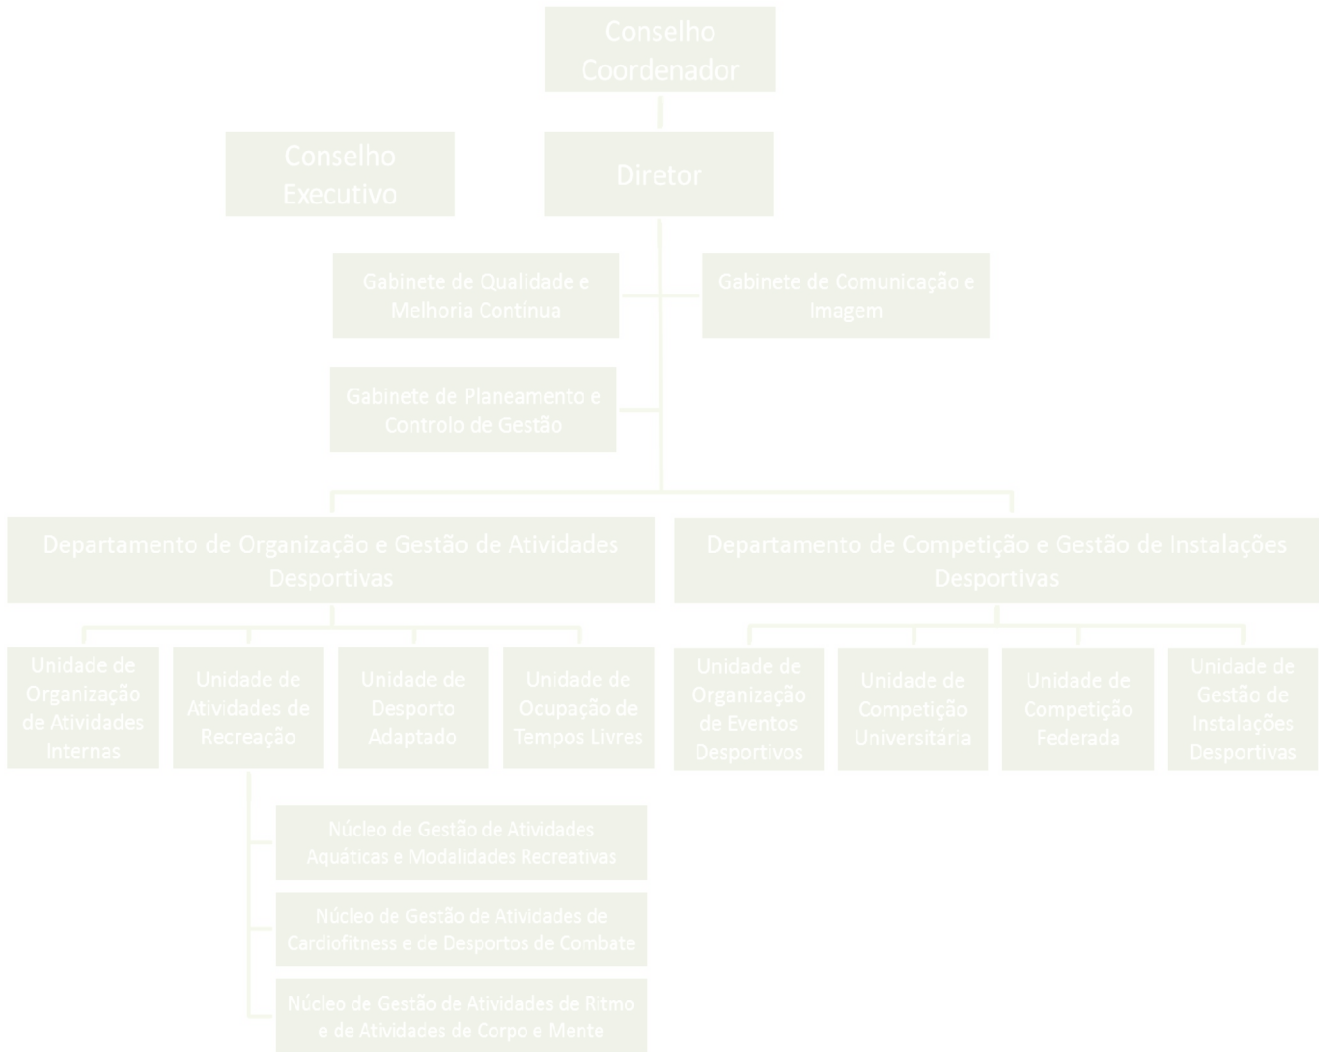 Conselho
Coordenador
Conselho
Executivo
Diretor
Gabinete de Qualidade e
Melhoria Contínua
Gabinete de Comunicação e
Imagem
Gabinete de Planeamento e
Controlo de Gestão
Departamento de Organização e Gestão de Atividades
Desportivas
Departamento de Competição e Gestão de Instalações
Desportivas
Unidade de
Organização
de Atividades
Internas
Unidade de
Atividades de
Recreação
Unidade de
Desporto
Adaptado
Unidade de
Ocupação de
Tempos Livres
Unidade de
Organização
de Eventos
Desportivos
Unidade de
Competição
Universitária
Unidade de
Competição
Federada
Unidade de
Gestão de
Instalações
Desportivas
Núcleo de Gestão de Atividades
Aquáticas e Modalidades Recreativas
Núcleo de Gestão de Atividades de
Cardiofitness e de Desportos de Combate
Núcleo de Gestão de Atividades de Ritmo
e de Atividades de Corpo e Mente